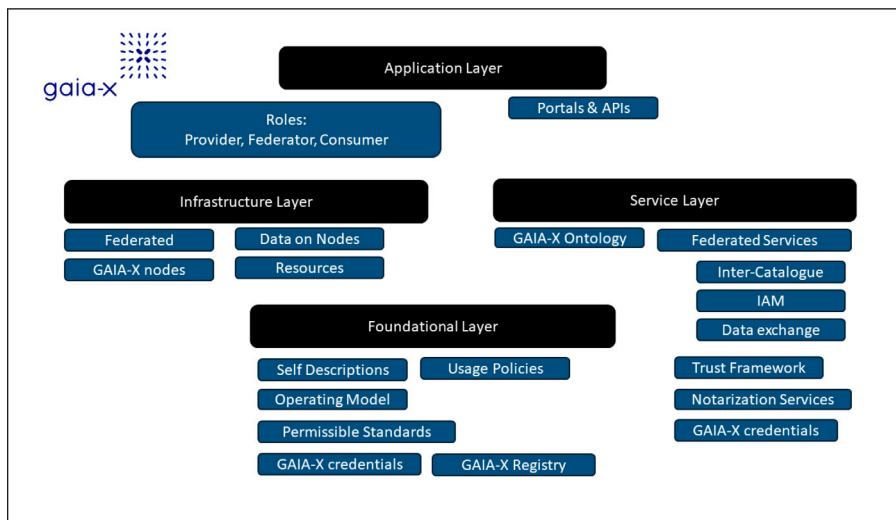 gaia-x
Application Layer
Portals & APIs
Roles:
Provider, Federator, Consumer
Infrastructure Layer
Federated
Data on Nodes
GAIA-X nodes
Resources
Service Layer
GAIA-X Ontology
Federated Services
Inter-Catalogue
IAM
Data exchange
Trust Framework
Notarization Services
GAIA-X credentials
Foundational Layer
Self Descriptions
Usage Policies
Operating Model
Permissible Standards
GAIA-X credentials
GAIA-X Registry